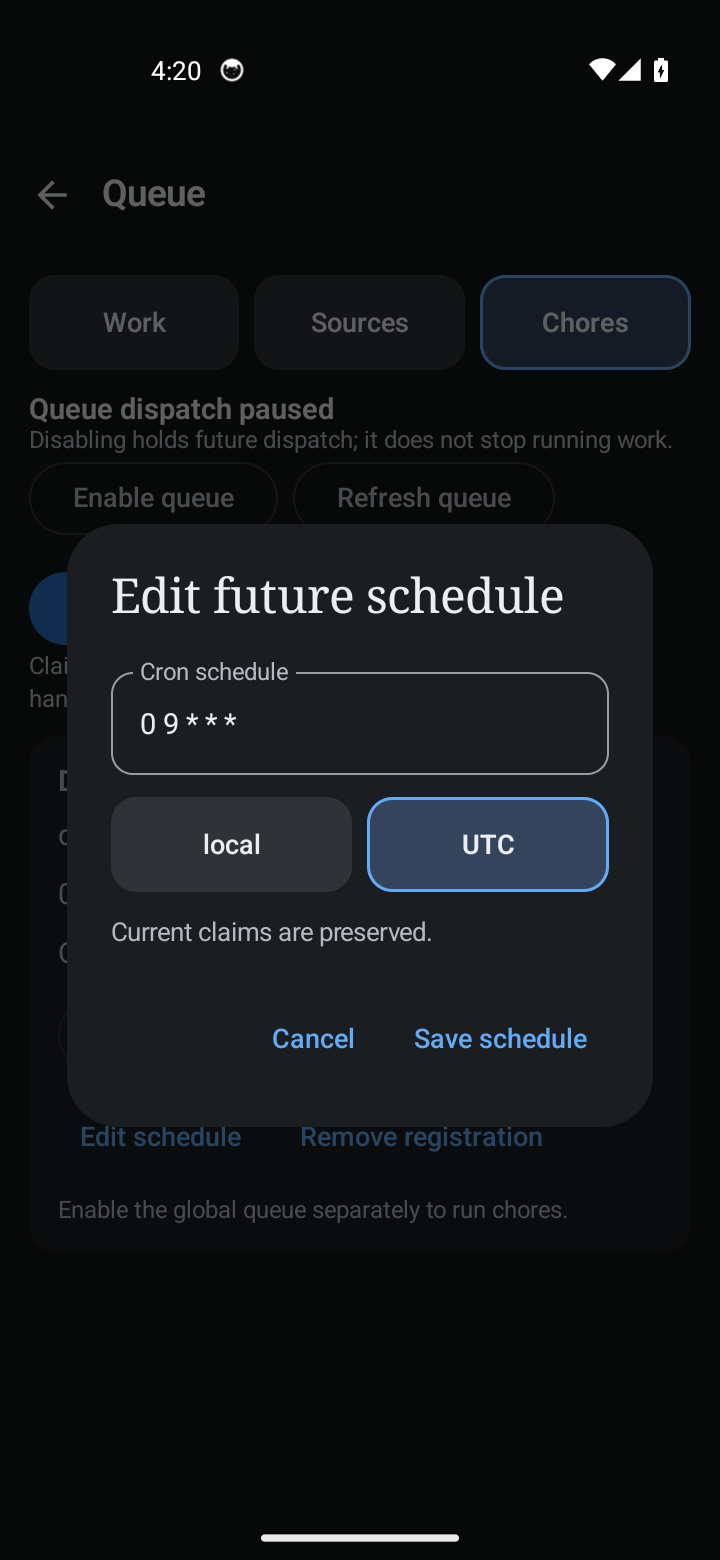 4:20
Queue
Work
Sources
Chores
Queue dispatch paused
Disabling holds future dispatch; it does not stop running work.
Enable queue
Refresh queue
Edit future schedule
Cron schedule
0 9 * * *
local
UTC
Current claims are preserved.
Cancel
Save schedule
Edit schedule
Remove registration
Enable the global queue separately to run chores.